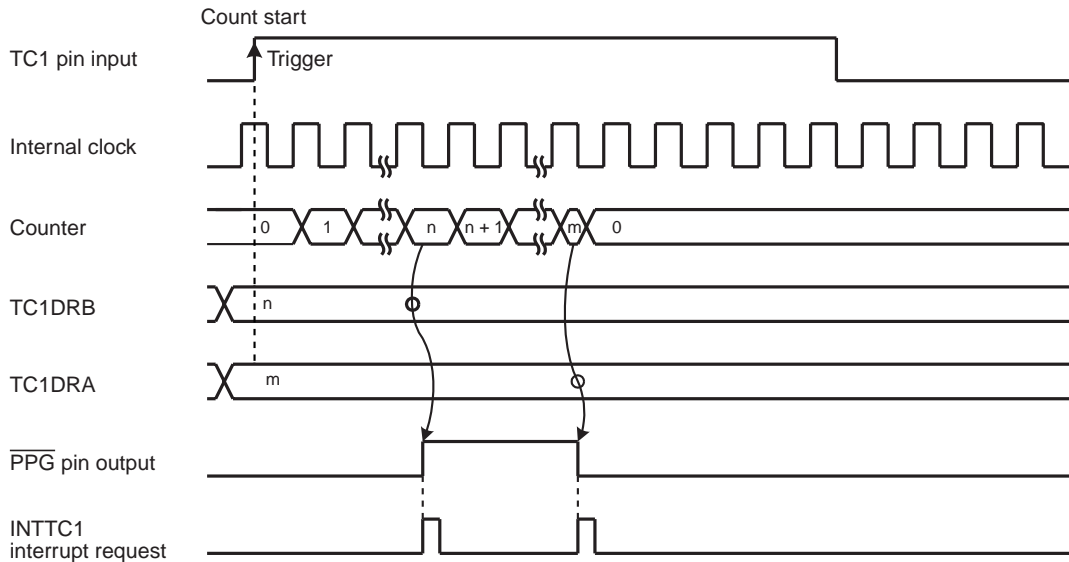 Count start
TC1 pin input
Trigger
Internal clock
Counter
0 1 n n + 1 m 0
TC1DRB
n
TC1DRA
m
PPG pin output
INTTC1
interrupt request